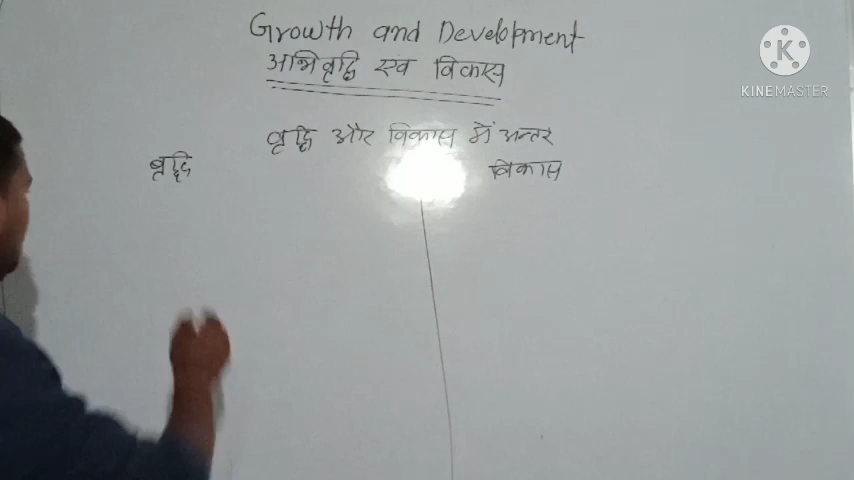 Growth and Development
अभिवृद्धि एवं विकास
वृद्धि और विकास में अन्तर
वृद्धि
विकास
K
KINEMASTER